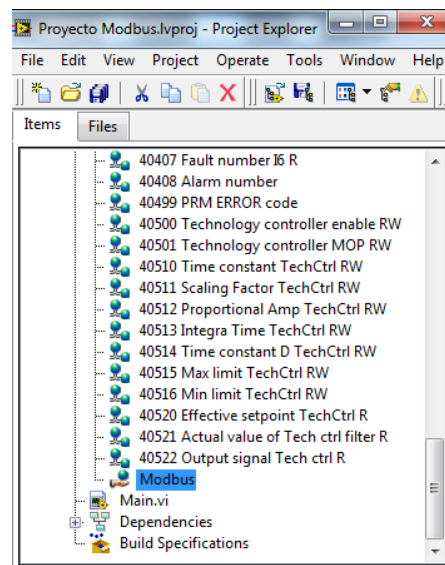 Proyecto Modbus.lvproj - Project Explorer
File Edit View Project Operate Tools Window Help
Items Files
40407 Fault number I6 R
40408 Alarm number
40499 PRM ERROR code
40500 Technology controller enable RW
40501 Technology controller MOP RW
40510 Time constant TechCtrl RW
40511 Scaling Factor TechCtrl RW
40512 Proportional Amp TechCtrl RW
40513 Integra Time TechCtrl RW
40514 Time constant D TechCtrl RW
40515 Max limit TechCtrl RW
40516 Min limit TechCtrl RW
40520 Effective setpoint TechCtrl R
40521 Actual value of Tech ctrl filter R
40522 Output signal Tech ctrl R
Modbus
Main.vi
Dependencies
Build Specifications